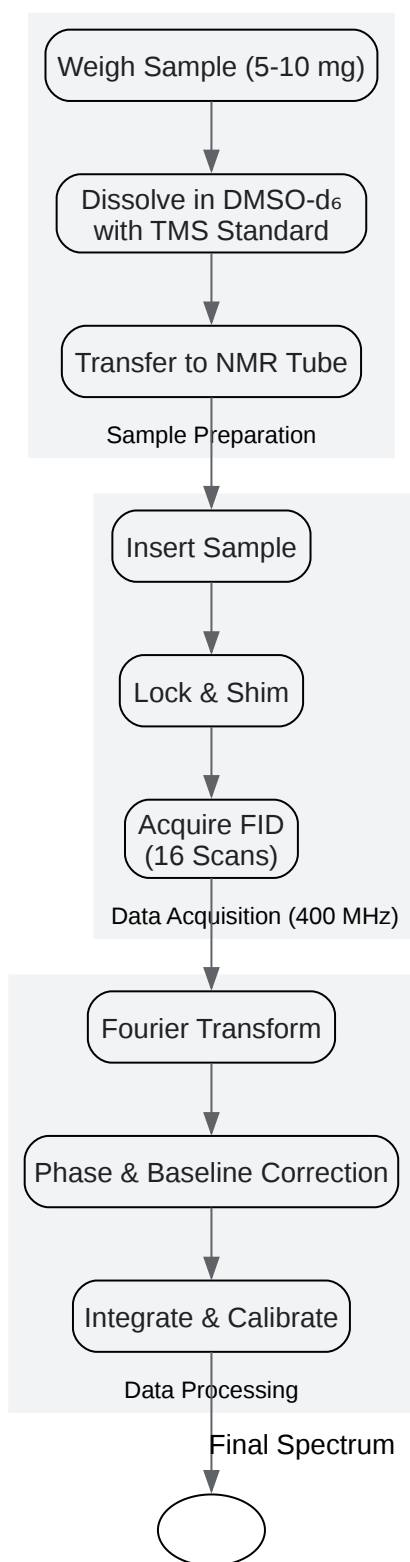 Weigh Sample (5-10 mg)
Dissolve in DMSO-d₆
with TMS Standard
Transfer to NMR Tube
Sample Preparation
Insert Sample
Lock & Shim
Acquire FID
(16 Scans)
Data Acquisition (400 MHz)
Fourier Transform
Phase & Baseline Correction
Integrate & Calibrate
Data Processing
Final Spectrum